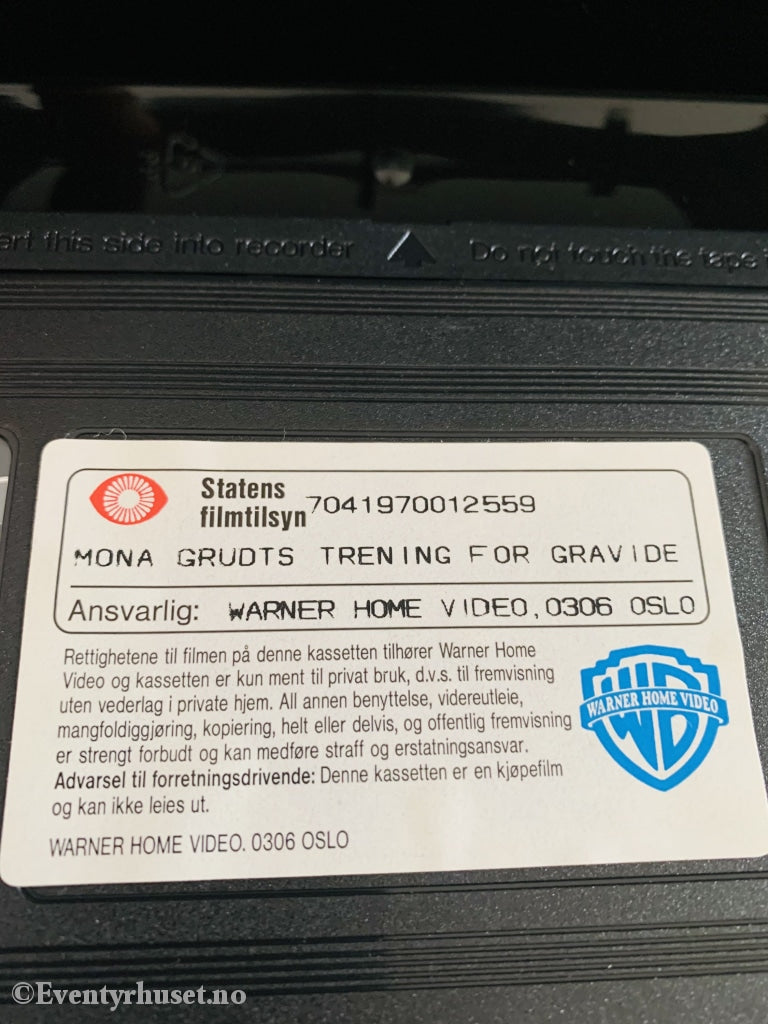 art this side into recorder Do not touch the tape i
Statens
filmtilsyn 7041970012559
MONA GRUDTS TRENING FOR GRAVIDE
Ansvarlig: WARNER HOME VIDEO, 0306 OSLO
Rettighetene til filmen på denne kassetten tilhører Warner Home
Video og kassetten er kun ment til privat bruk, d.v.s. til fremvisning
uten vederlag i private hjem. All annen benyttelse, videreutleie,
mangfoldiggjøring, kopiering, helt eller delvis, og offentlig fremvisning
er strengt forbudt og kan medføre straff og erstatningsansvar.
Advarsel til forretningsdrivende: Denne kassetten er en kjøpefilm
og kan ikke leies ut.
WARNER HOME VIDEO. 0306 OSLO
WB
WARNER HOME VIDEO
©Eventyrhuset.no